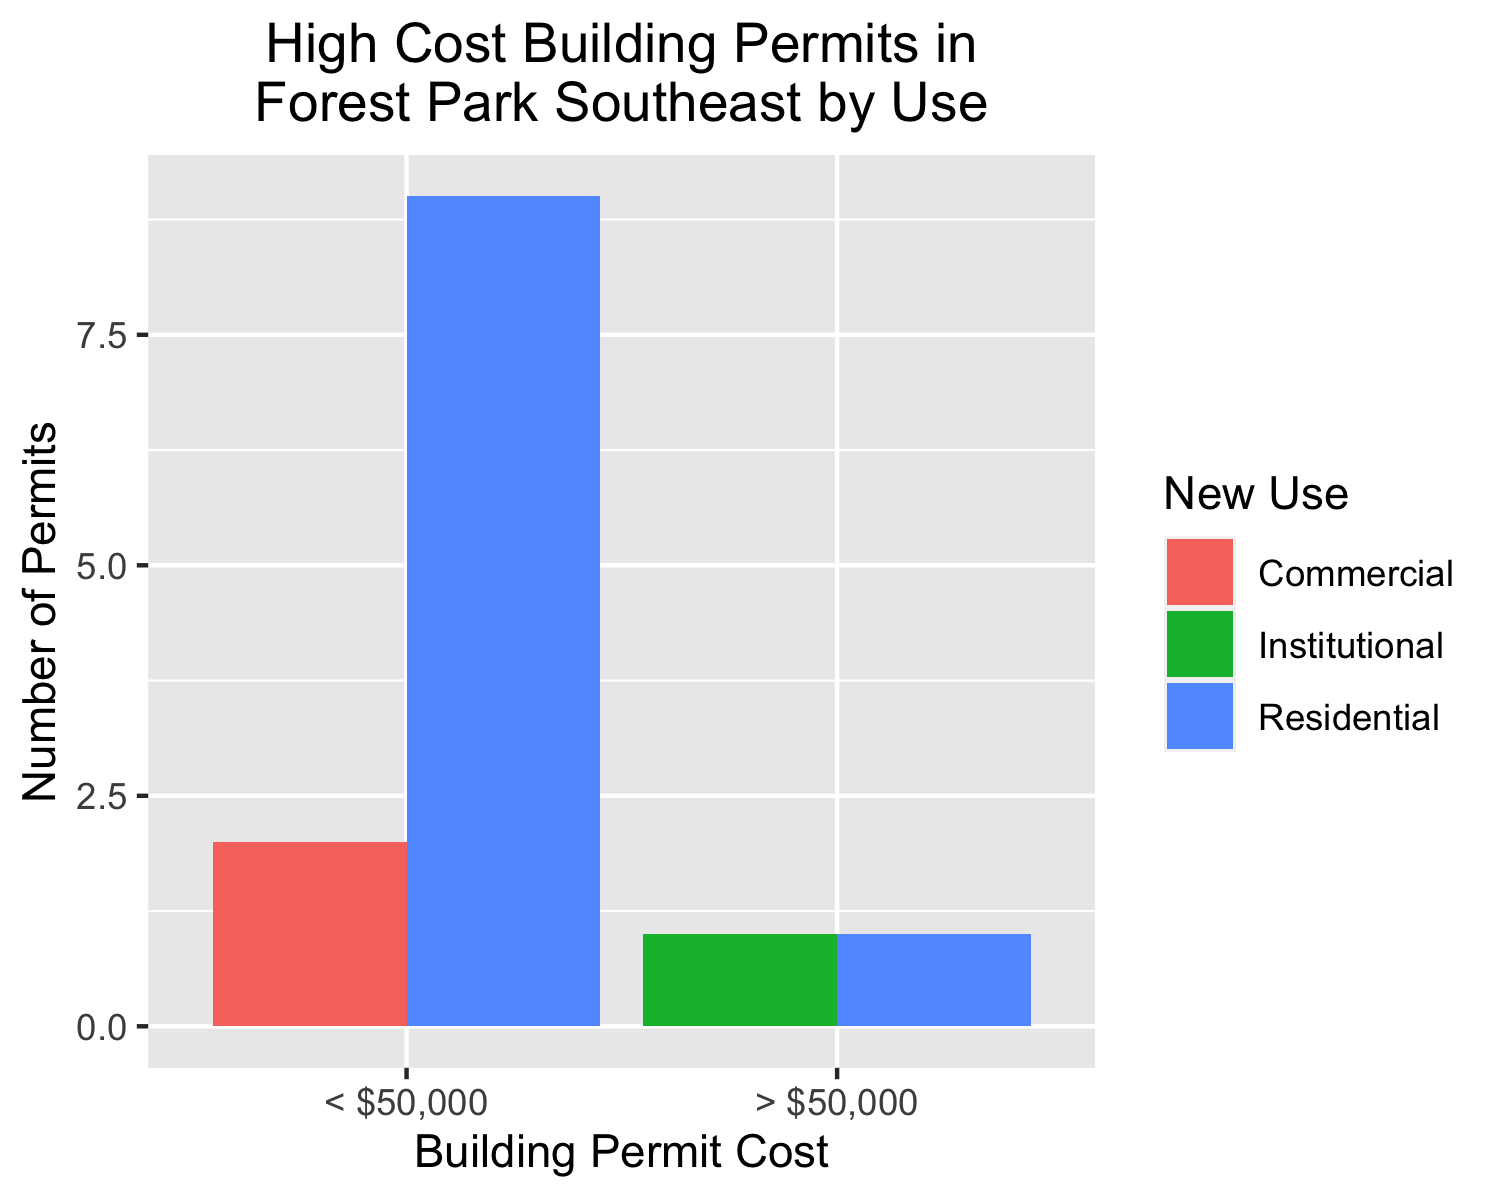 High Cost Building Permits in
Forest Park Southeast by Use
Number of Permits
7.5
5.0
2.5
0.0
< $50,000
> $50,000
Building Permit Cost
New Use
Commercial
Institutional
Residential